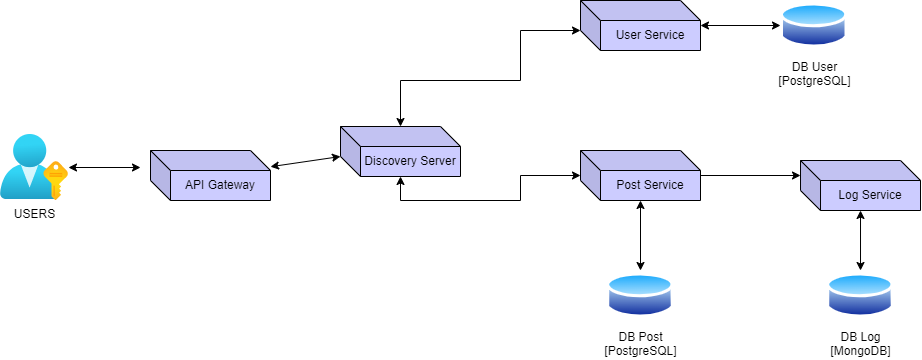 User Service
DB User
[PostgreSQL]
Discovery Server
API Gateway
USERS
Post Service
Log Service
DB Post
[PostgreSQL]
DB Log
[MongoDB]